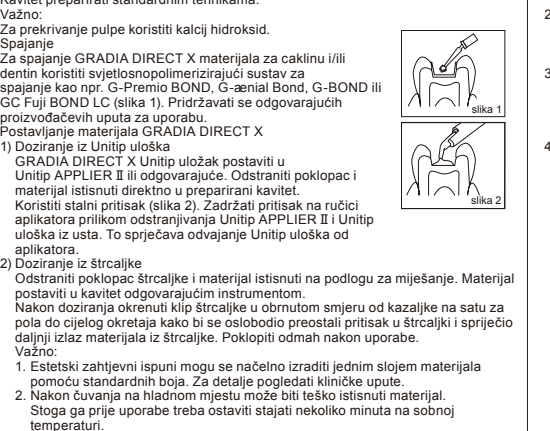 Kavitet preparirati standardnim tehnikama.
Važno:
Za prekrivanje pulpe koristiti kalcij hidroksid.
Spajanje
Za spajanje GRADIA DIRECT X materijala za caklinu i/ili
dentin koristiti svjetlosnopolimerizirajući sustav za
spajanje kao npr. G-Premio BOND, G-ænial Bond, G-BOND ili
GC Fuji BOND LC (slika 1). Pridržavati se odgovarajućih
proizvođačevih uputa za uporabu.
slika 1
Postavljanje materijala GRADIA DIRECT X
1) Doziranje iz Unitip uloška
GRADIA DIRECT X Unitip uložak postaviti u
Unitip APPLIER II ili odgovarajuće. Odstraniti poklopac i
materijal istisnuti direktno u preparirani kavitet.
Koristiti stalni pritisak (slika 2). Zadržati pritisak na ručici
aplikatora prilikom odstranjivanja Unitip APPLIER II i Unitip
uloška iz usta. To sprječava odvajanje Unitip uloška od
aplikatora.
slika 2
2) Doziranje iz štrcaljke
Odstraniti poklopac štrcaljke i materijal istisnuti na podlogu za miješanje. Materijal
postaviti u kavitet odgovarajućim instrumentom.
Nakon doziranja okrenuti klip štrcaljke u obrnutom smjeru od kazaljke na satu za
pola do cijelog okretaja kako bi se oslobodio preostali pritisak u štrcaljki i spriječio
daljnji izlaz materijala iz štrcaljke. Poklopiti odmah nakon uporabe.
Važno:
1. Estetski zahtjevni ispuni mogu se načelno izraditi jednim slojem materijala
pomoću standardnih boja. Za detalje pogledati kliničke upute.
2. Nakon čuvanja na hladnom mjestu može biti teško istisnuti materijal.
Stoga ga prije uporabe treba ostaviti stajati nekoliko minuta na sobnoj
temperaturi.
2
3
4